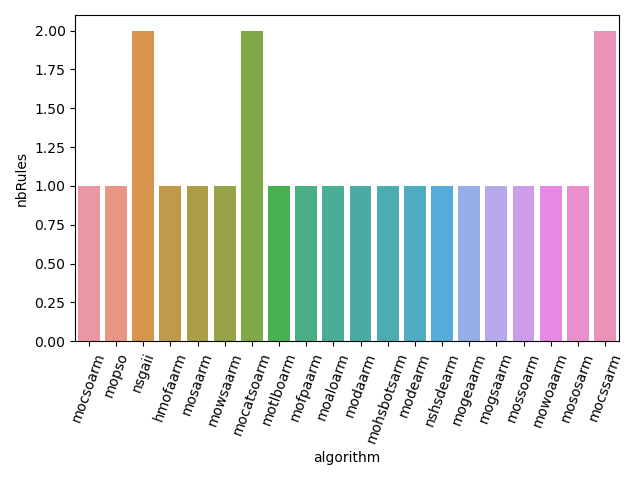 2.00
1.75
1.50
1.25
1.00
0.75
0.50
0.25
0.00
nbRules
mocsoarm
mopso
nsgaii
hmofaarm
mosaarm
mowsaarm
mocatsoarm
motlboarm
mofpaarm
moaloarm
modaarm
mohsbotsarm
modearm
nshsdearm
mogeaarm
mogsaarm
mossoarm
mowoaarm
mososarm
mocssarm
algorithm